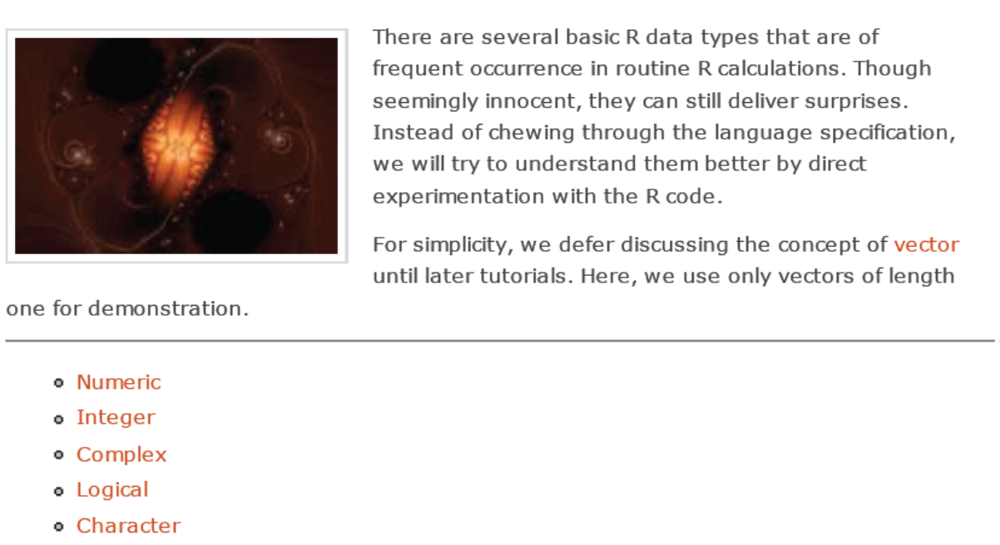 There are several basic R data types that are of
frequent occurrence in routine R calculations. Though
seemingly innocent, they can still deliver surprises.
Instead of chewing through the language specification,
we will try to understand them better by direct
experimentation with the R code.
For simplicity, we defer discussing the concept of vector
until later tutorials. Here, we use only vectors of length
one for demonstration.
Numeric
Integer
Complex
Logical
Character